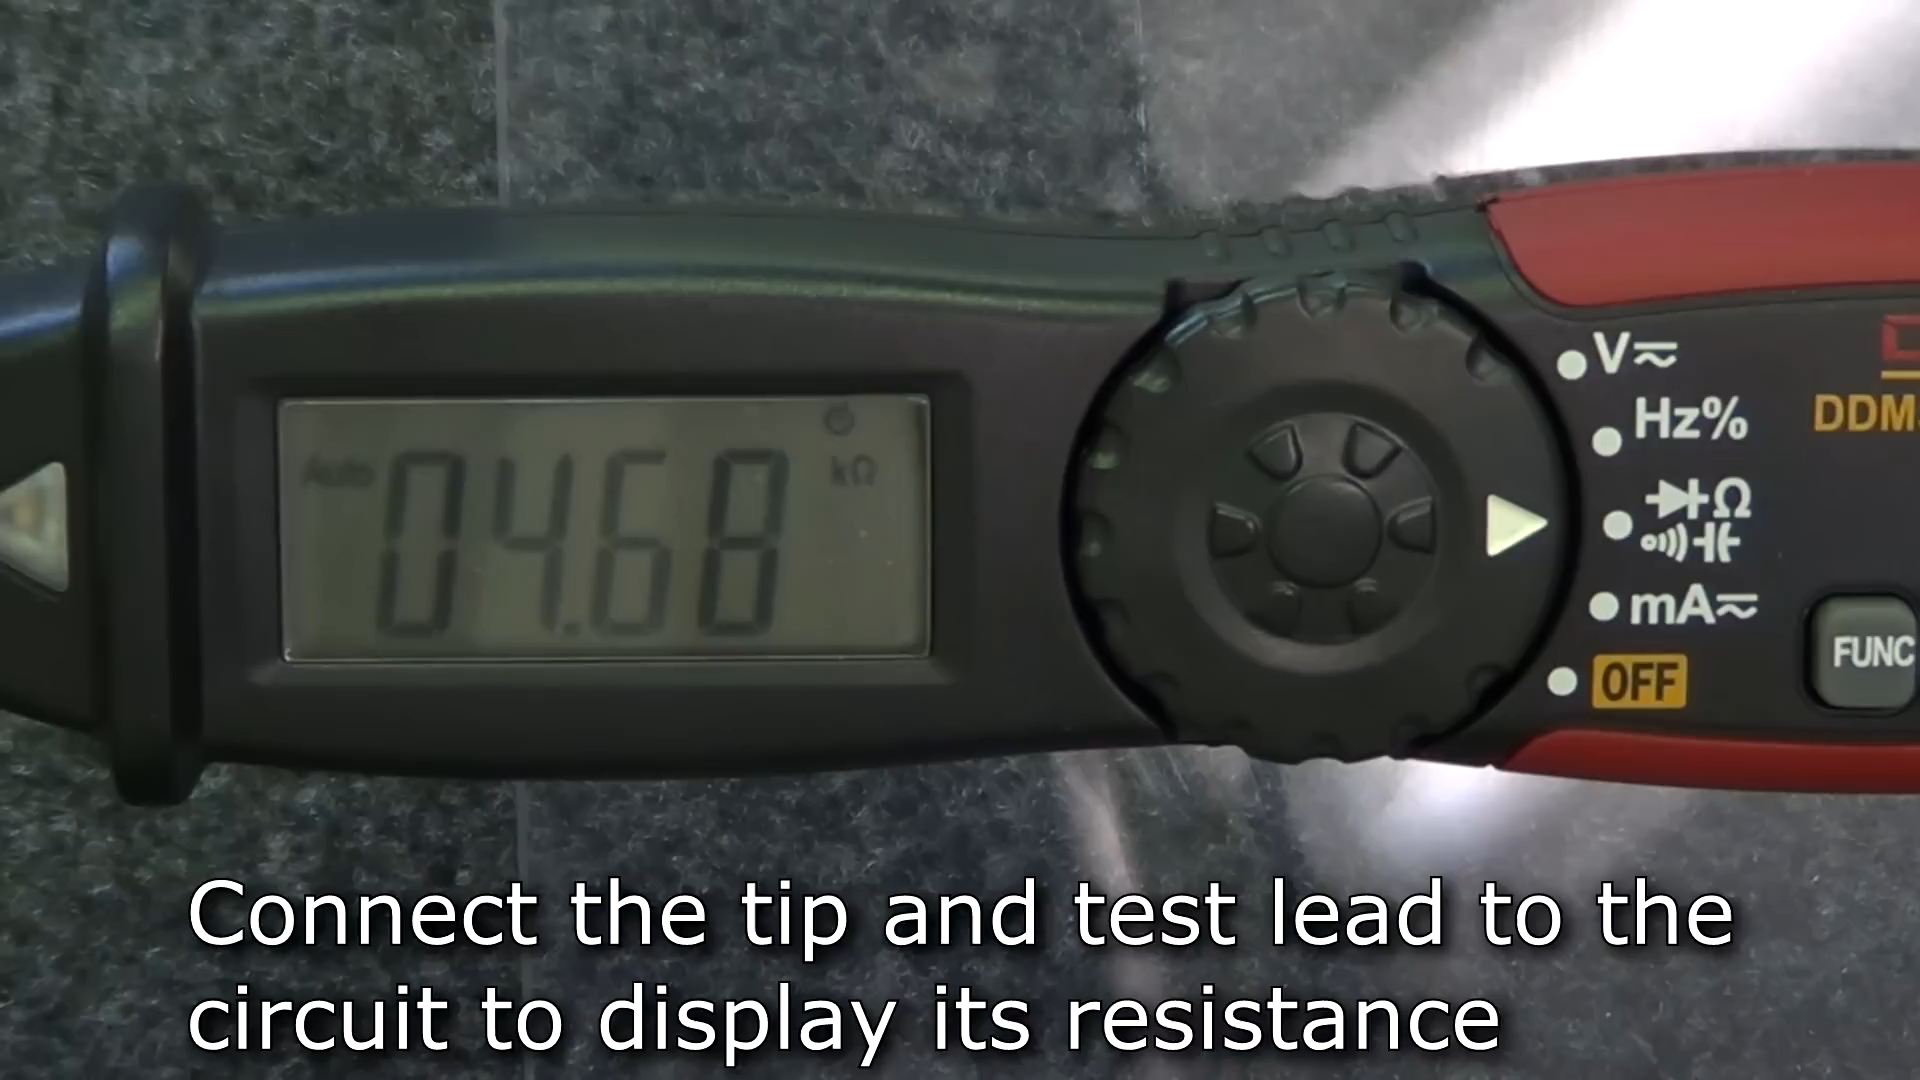 Auto 04.68 kΩ
V
Hz%
DDM
Ω
mA
OFF
FUNC
Connect the tip and test lead to the
circuit to display its resistance